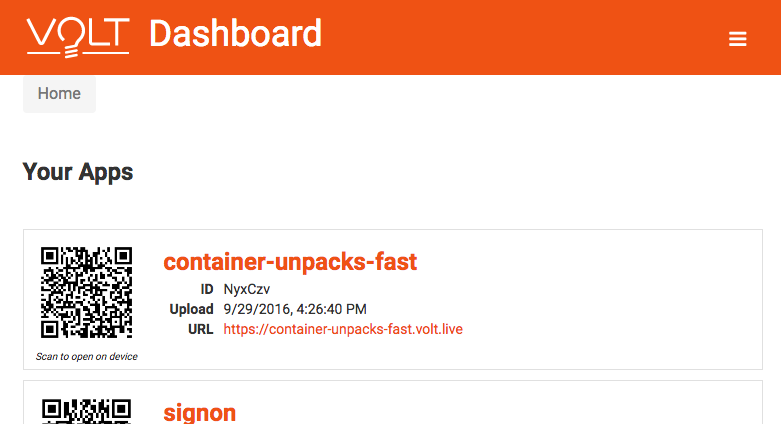 VOLT Dashboard
Home
Your Apps
container-unpacks-fast
ID NyxCzv
Upload 9/29/2016, 4:26:40 PM
URL https://container-unpacks-fast.volt.live
Scan to open on device
signon